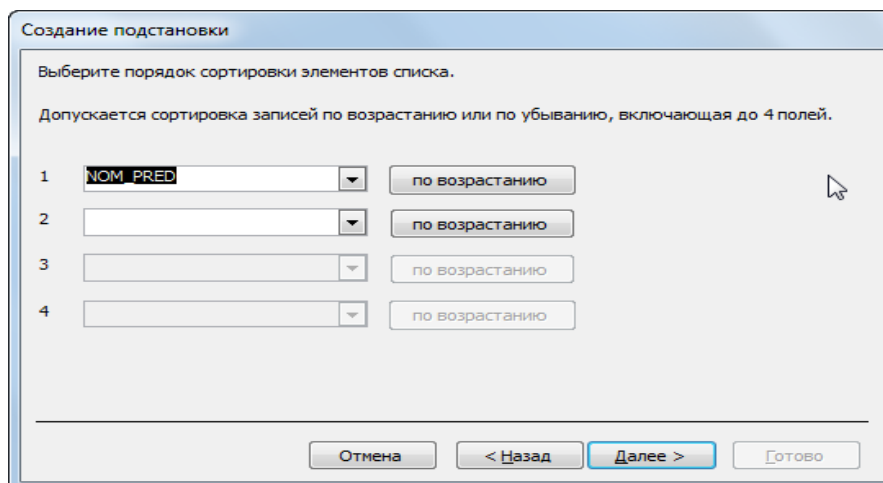 Создание подстановки
Выберите порядок сортировки элементов списка.
Допускается сортировка записей по возрастанию или по убыванию, включающая до 4 полей.
1 NOM_PRED по возрастанию
2 по возрастанию
3 по возрастанию
4 по возрастанию
Отмена < Назад Далее > Готово